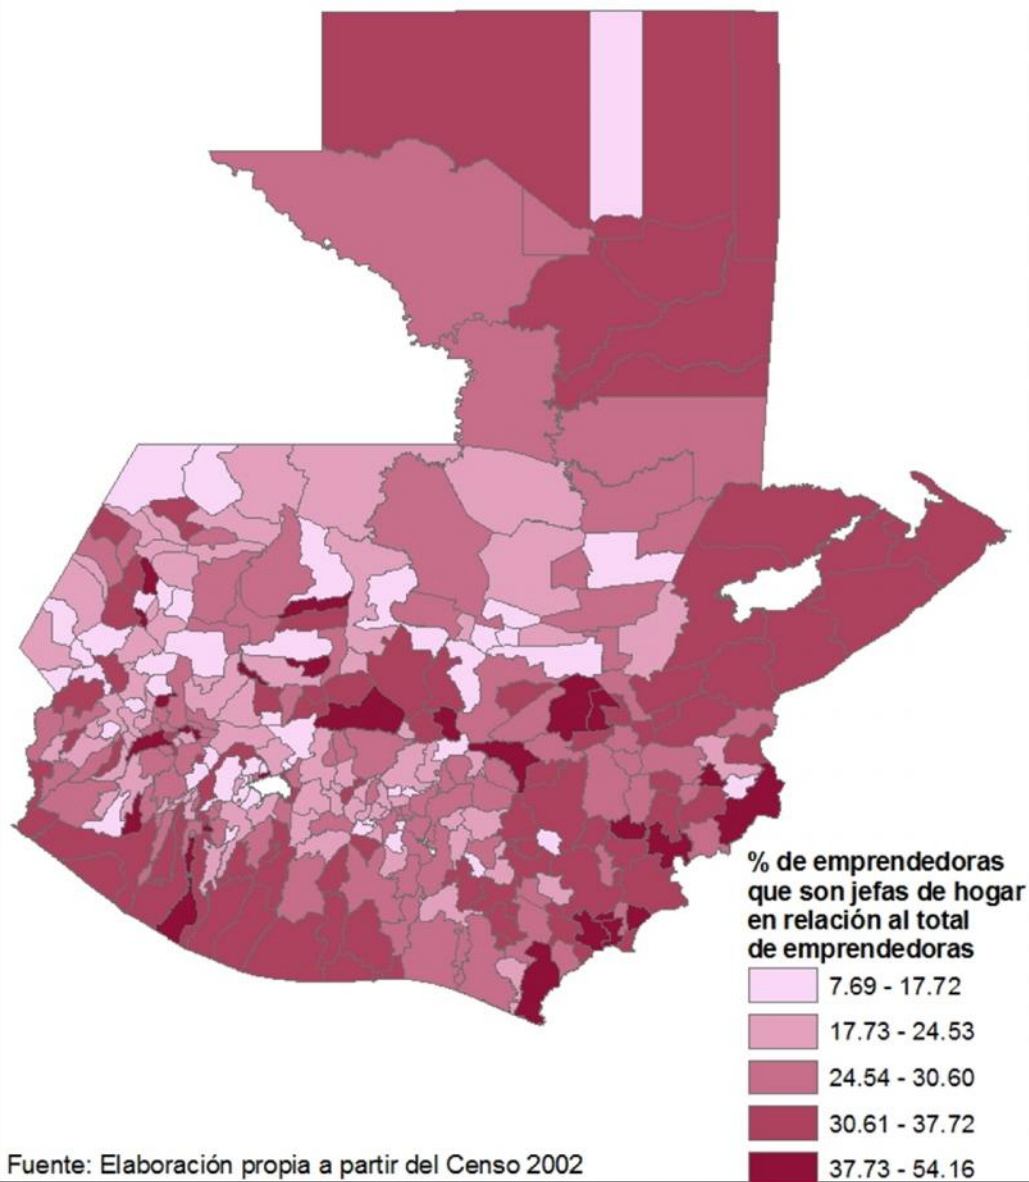 % de emprendedoras
que son jefas de hogar
en relación al total
de emprendedoras
7.69 - 17.72
17.73 - 24.53
24.54 - 30.60
30.61 - 37.72
37.73 - 54.16
Fuente: Elaboración propia a partir del Censo 2002